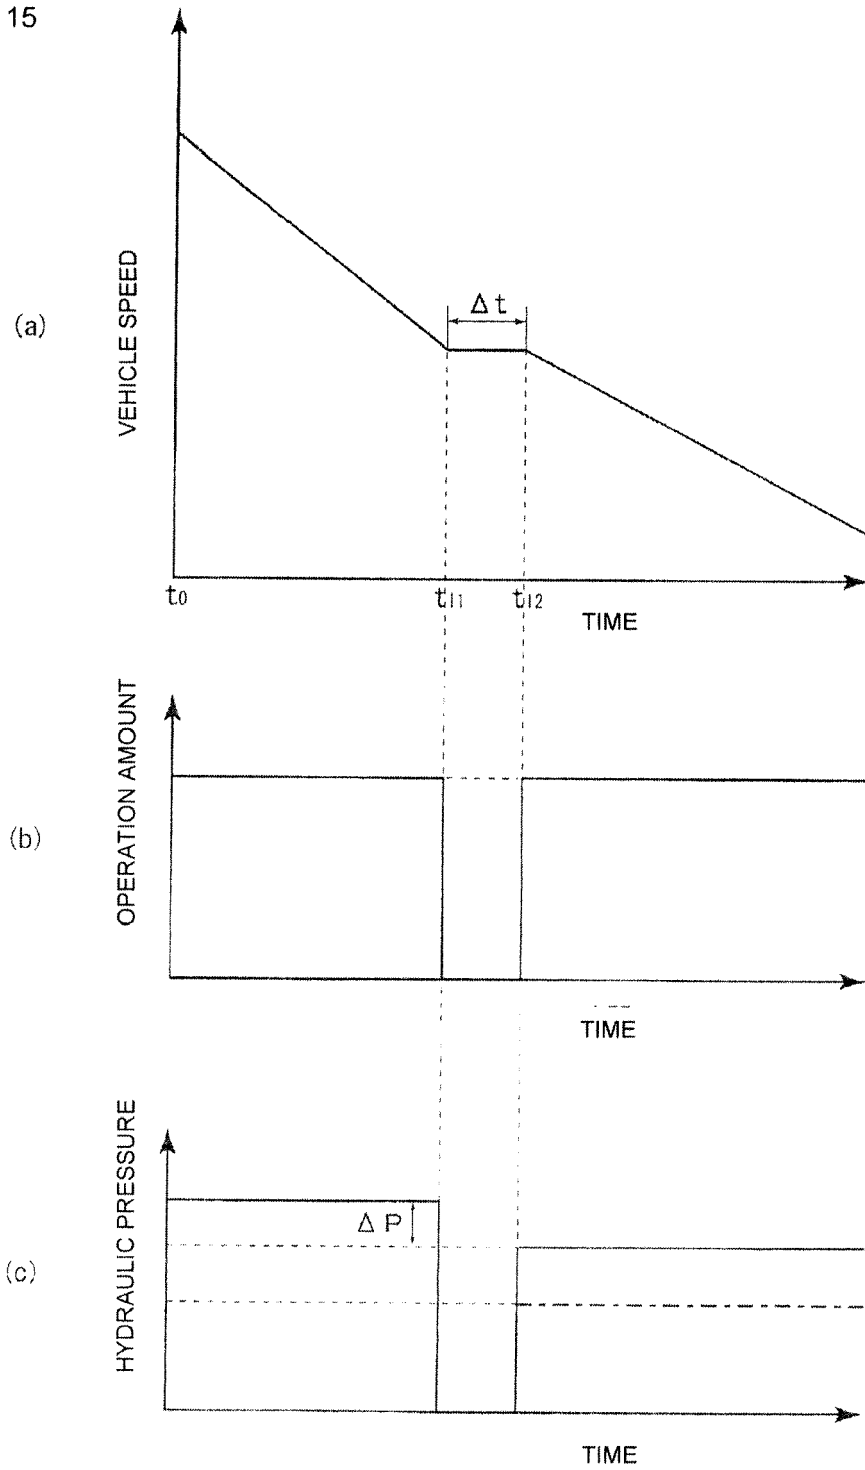 15
(a)
VEHICLE SPEED
Δt
t0
t11
t12
TIME
(b)
OPERATION AMOUNT
TIME
(c)
HYDRAULIC PRESSURE
ΔP
TIME